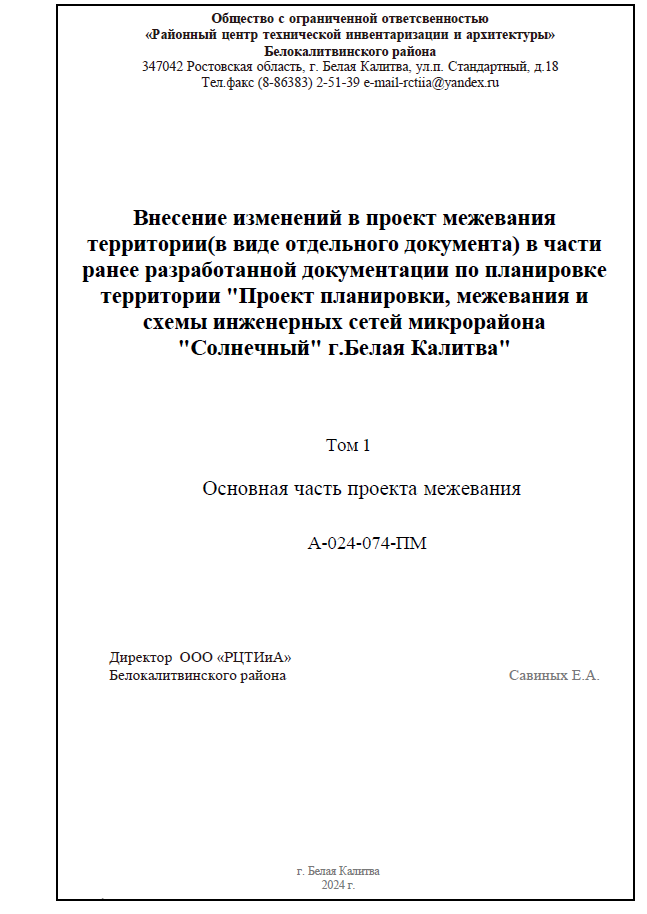 Общество с ограниченной ответсвенностью
«Районный центр технической инвентаризации и архитектуры»
Белокалитвинского района
347042 Ростовская область, г. Белая Калитва, ул.п. Стандартный, д.18
Тел.факс (8-86383) 2-51-39 e-mail-rctiia@yandex.ru
Внесение изменений в проект межевания
территории(в виде отдельного документа) в части
ранее разработанной документации по планировке
территории "Проект планировки, межевания и
схемы инженерных сетей микрорайона
"Солнечный" г.Белая Калитва"
Том 1
Основная часть проекта межевания
А-024-074-ПМ
Директор ООО «РЦТИиА»
Белокалитвинского района Савиных Е.А.
г. Белая Калитва
2024 г.